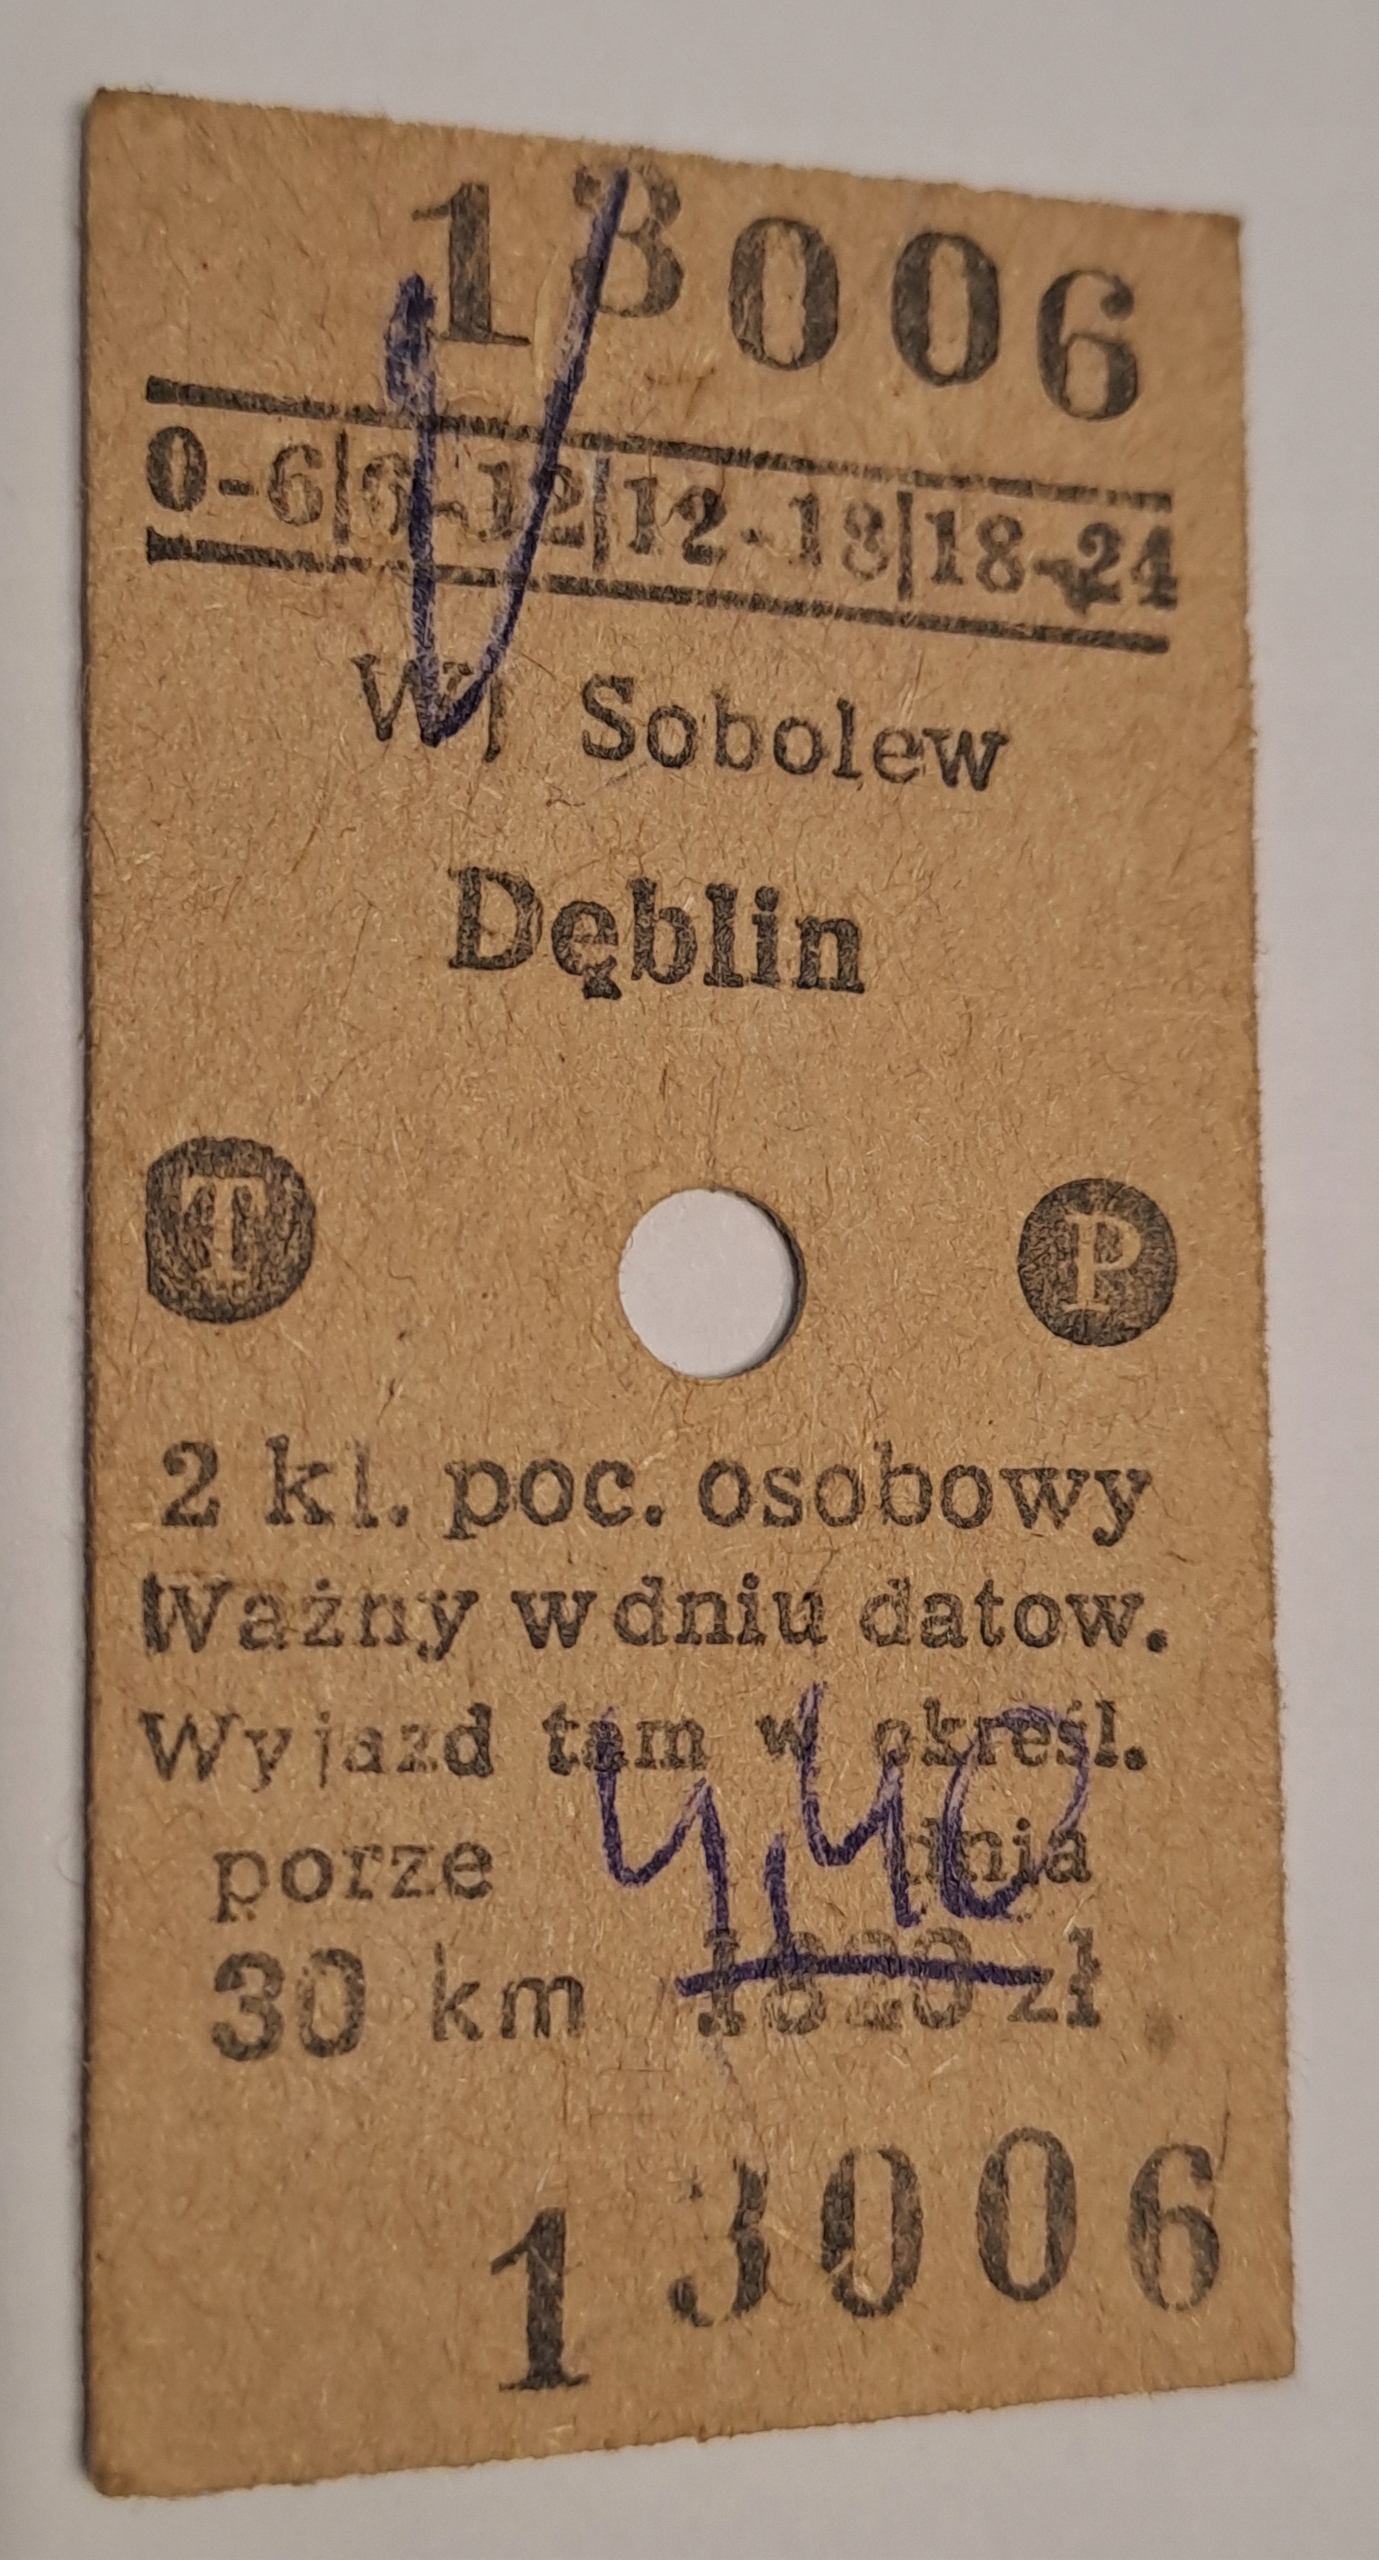 13006
0-6|6-12|12-18|18-24
W| Sobolew
Dęblin
T P
2 kl. poc. osobowy
Ważny w dniu datow.
Wyjazd tam w określ.
porze dnia
4,40
30 km zł
13006